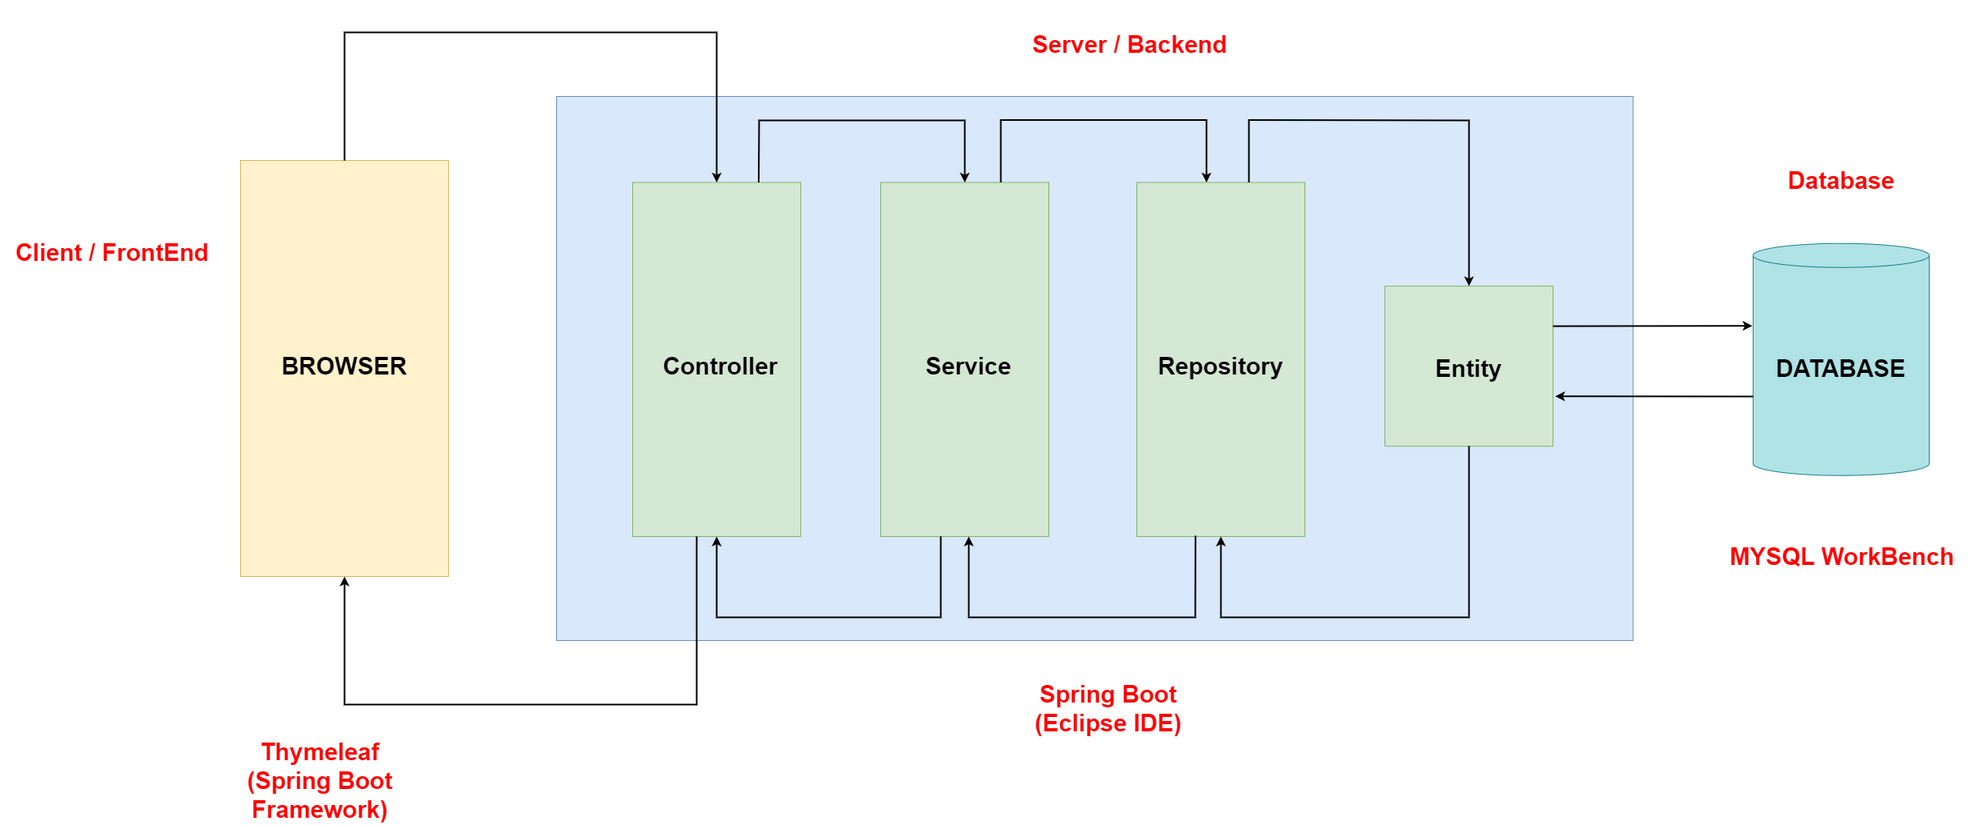 Server / Backend
Database
Client / FrontEnd
BROWSER
Controller
Service
Repository
Entity
DATABASE
MYSQL WorkBench
Spring Boot
(Eclipse IDE)
Thymeleaf
(Spring Boot
Framework)